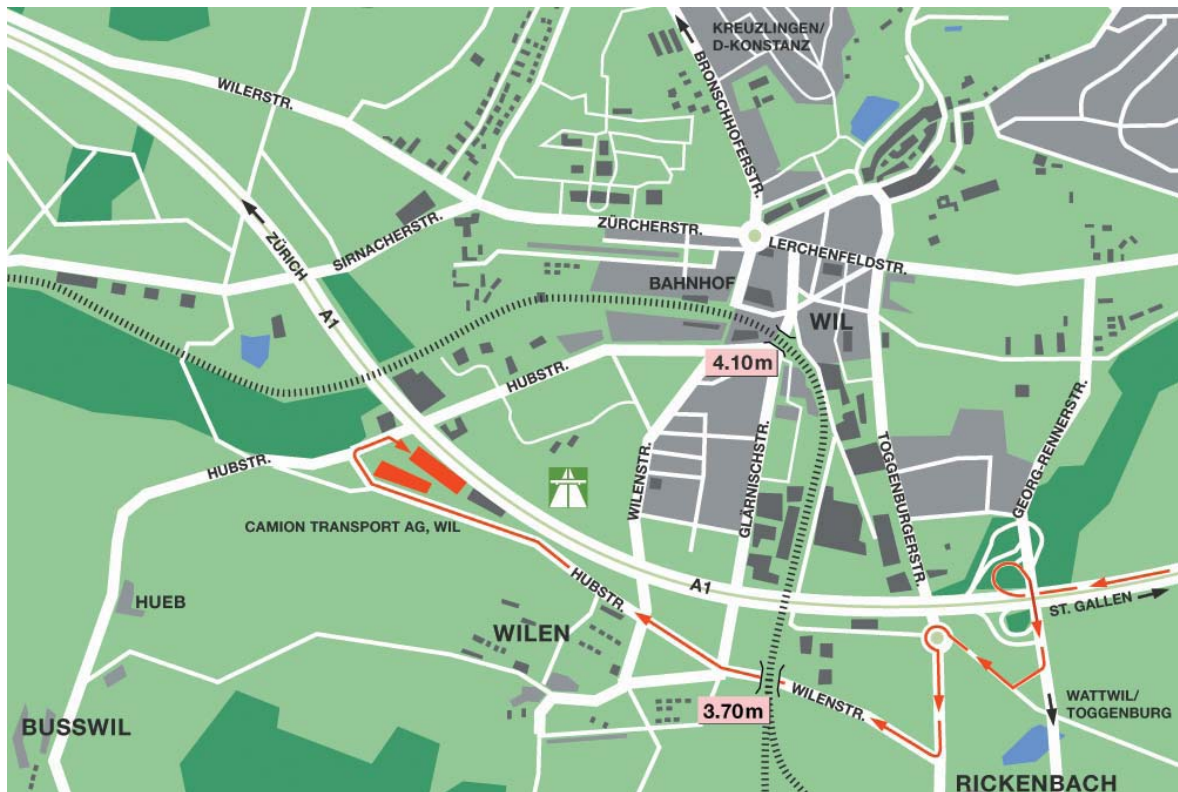 KREUZLINGEN/
D-KONSTANZ
BRONSCHHOFERSTR.
WILERSTR.
ZÜRICH
SIRNACHERSTR.
ZÜRCHERSTR.
LERCHENFELDSTR.
BAHNHOF
A1
WIL
4.10m
HUBSTR.
HUBSTR.
WILENSTR.
GLÄRNISCHSTR.
TOGGENBURGERSTR.
GEORG-RENNERSTR.
CAMION TRANSPORT AG, WIL
HUBSTR.
A1
ST. GALLEN
HUEB
WILEN
WILENSTR.
3.70m
WATTWIL/
TOGGENBURG
BUSSWIL
RICKENBACH